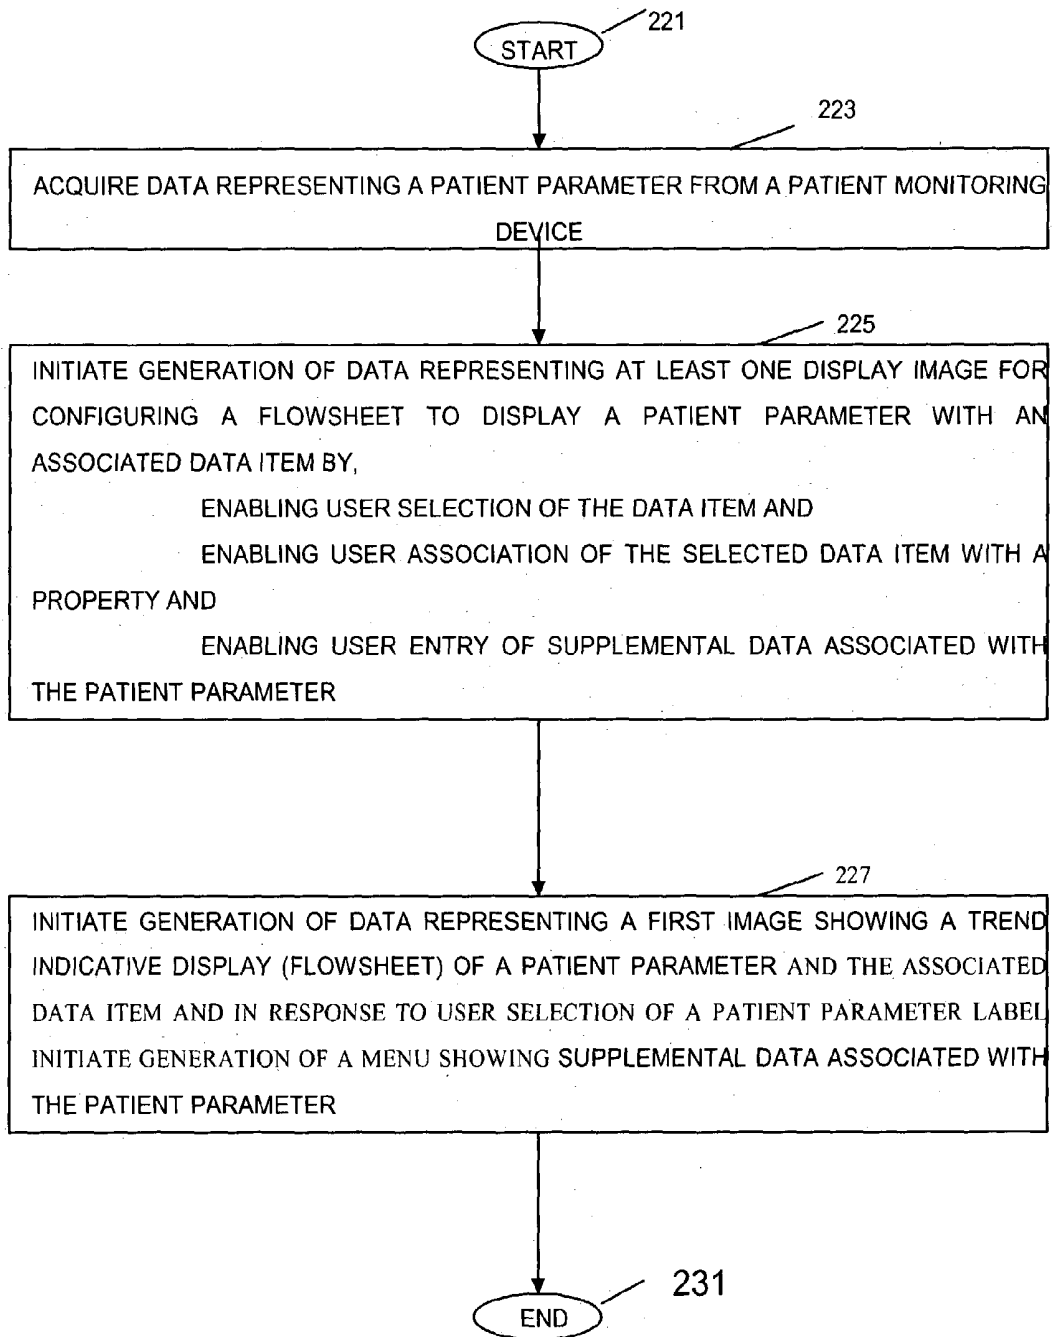 221
START
223
ACQUIRE DATA REPRESENTING A PATIENT PARAMETER FROM A PATIENT MONITORING
DEVICE
225
INITIATE GENERATION OF DATA REPRESENTING AT LEAST ONE DISPLAY IMAGE FOR
CONFIGURING A FLOWSHEET TO DISPLAY A PATIENT PARAMETER WITH AN
ASSOCIATED DATA ITEM BY,
ENABLING USER SELECTION OF THE DATA ITEM AND
ENABLING USER ASSOCIATION OF THE SELECTED DATA ITEM WITH A
PROPERTY AND
ENABLING USER ENTRY OF SUPPLEMENTAL DATA ASSOCIATED WITH
THE PATIENT PARAMETER
227
INITIATE GENERATION OF DATA REPRESENTING A FIRST IMAGE SHOWING A TREND
INDICATIVE DISPLAY (FLOWSHEET) OF A PATIENT PARAMETER AND THE ASSOCIATED
DATA ITEM AND IN RESPONSE TO USER SELECTION OF A PATIENT PARAMETER LABEL
INITIATE GENERATION OF A MENU SHOWING SUPPLEMENTAL DATA ASSOCIATED WITH
THE PATIENT PARAMETER
231
END